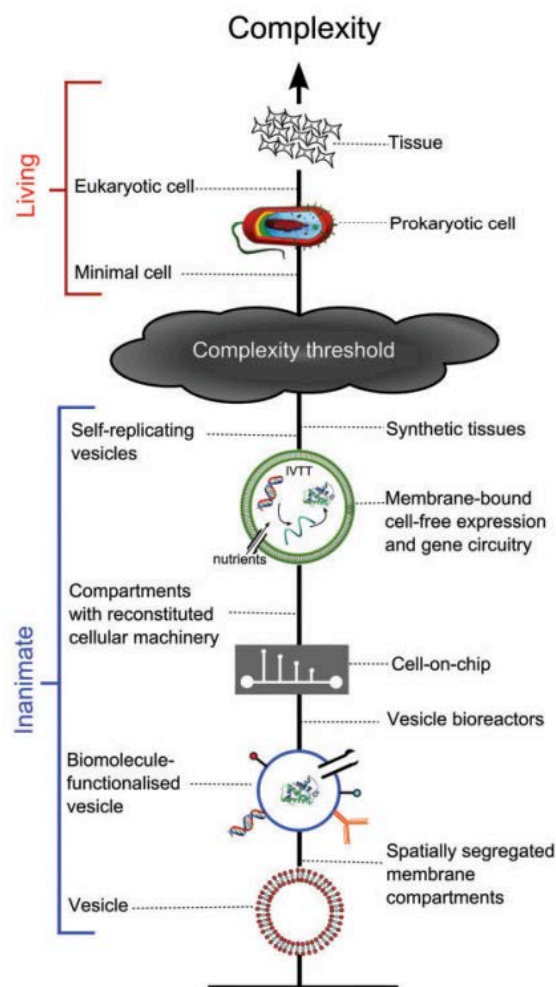 Complexity
Living
Tissue
Eukaryotic cell
Prokaryotic cell
Minimal cell
Complexity threshold
Inanimate
Self-replicating
vesicles
Synthetic tissues
IVTT
nutrients
Membrane-bound
cell-free expression
and gene circuitry
Compartments
with reconstituted
cellular machinery
Cell-on-chip
Vesicle bioreactors
Biomolecule-
functionalised
vesicle
Spatially segregated
membrane
compartments
Vesicle